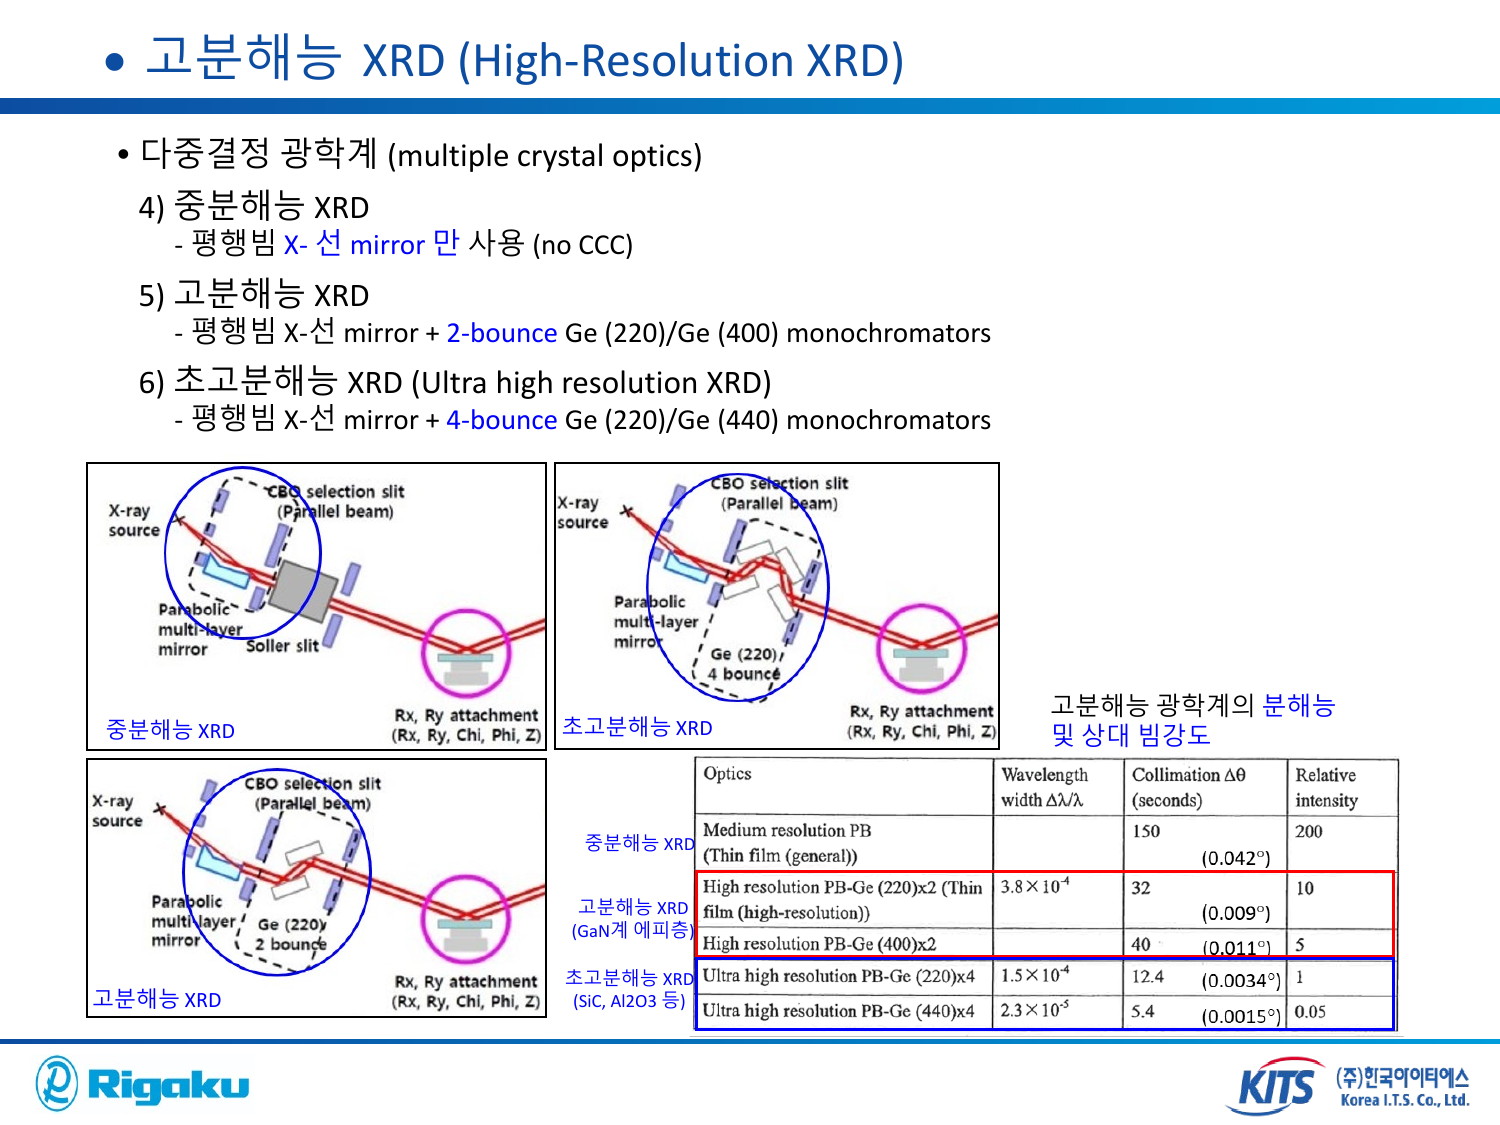 • 고분해능 XRD (High-Resolution XRD)
• 다중결정 광학계 (multiple crystal optics)
4) 중분해능 XRD
- 평행빔 X- 선 mirror 만 사용 (no CCC)
5) 고분해능 XRD
- 평행빔 X-선 mirror + 2-bounce Ge (220)/Ge (400) monochromators
6) 초고분해능 XRD (Ultra high resolution XRD)
- 평행빔 X-선 mirror + 4-bounce Ge (220)/Ge (440) monochromators
CBO selection slit
(Parallel beam)
X-ray
source
Parabolic
multi-layer
mirror
Soller slit
Rx, Ry attachment
(Rx, Ry, Chi, Phi, Z)
중분해능 XRD
CBO selection slit
(Parallel beam)
X-ray
source
Parabolic
multi-layer
mirror
Ge (220)
4 bounce
Rx, Ry attachment
(Rx, Ry, Chi, Phi, Z)
초고분해능 XRD
CBO selection slit
(Parallel beam)
X-ray
source
Parabolic
multi-layer
mirror
Ge (220)
2 bounce
Rx, Ry attachment
(Rx, Ry, Chi, Phi, Z)
고분해능 XRD
고분해능 광학계의 분해능
및 상대 빔강도
Optics Wavelength Collimation Δθ Relative
width Δλ/λ (seconds) intensity
중분해능 XRD
Medium resolution PB 150 200
(Thin film (general)) (0.042°)
고분해능 XRD
(GaN계 에피층)
High resolution PB-Ge (220)x2 (Thin 3.8×10⁻⁴ 32 10
film (high-resolution)) (0.009°)
High resolution PB-Ge (400)x2 40 (0.011°) 5
초고분해능 XRD
(SiC, Al2O3 등)
Ultra high resolution PB-Ge (220)x4 1.5×10⁻⁴ 12.4 (0.0034°) 1
Ultra high resolution PB-Ge (440)x4 2.3×10⁻⁵ 5.4 (0.0015°) 0.05
Rigaku
KITS
(주)한국아이티에스
Korea I.T.S. Co., Ltd.